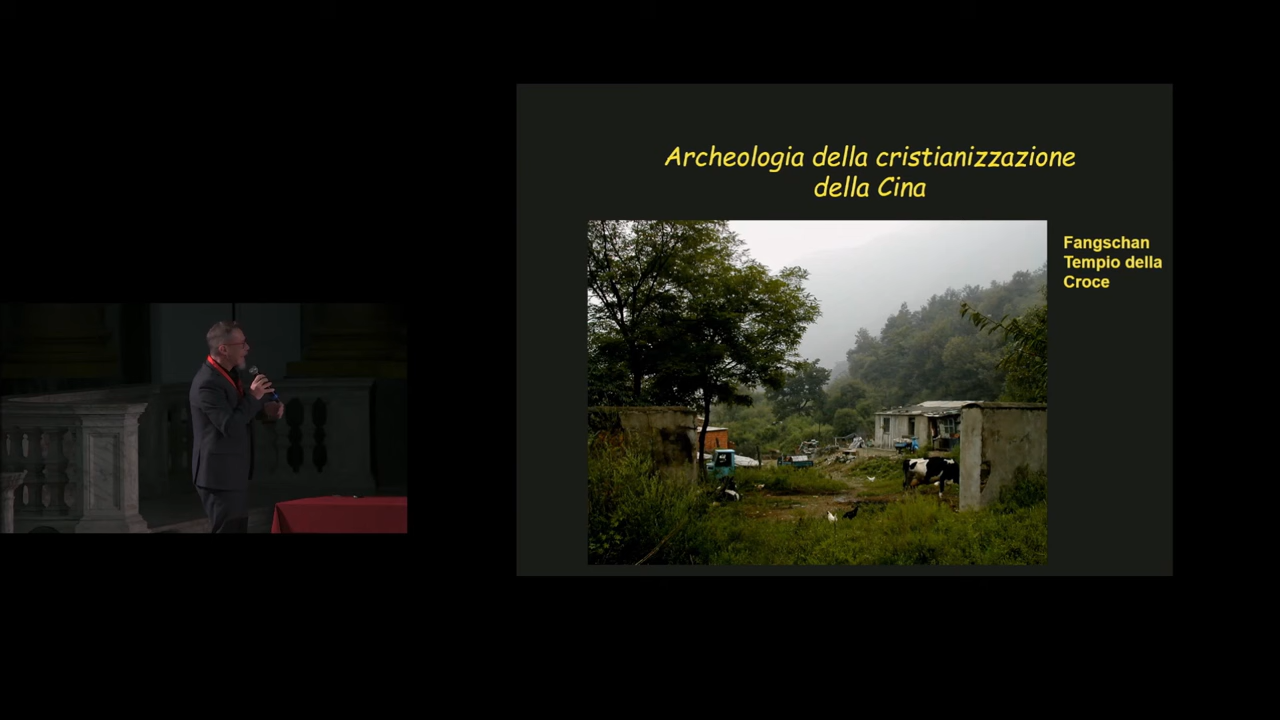 Archeologia della cristianizzazione
della Cina
Fangschan
Tempio della
Croce